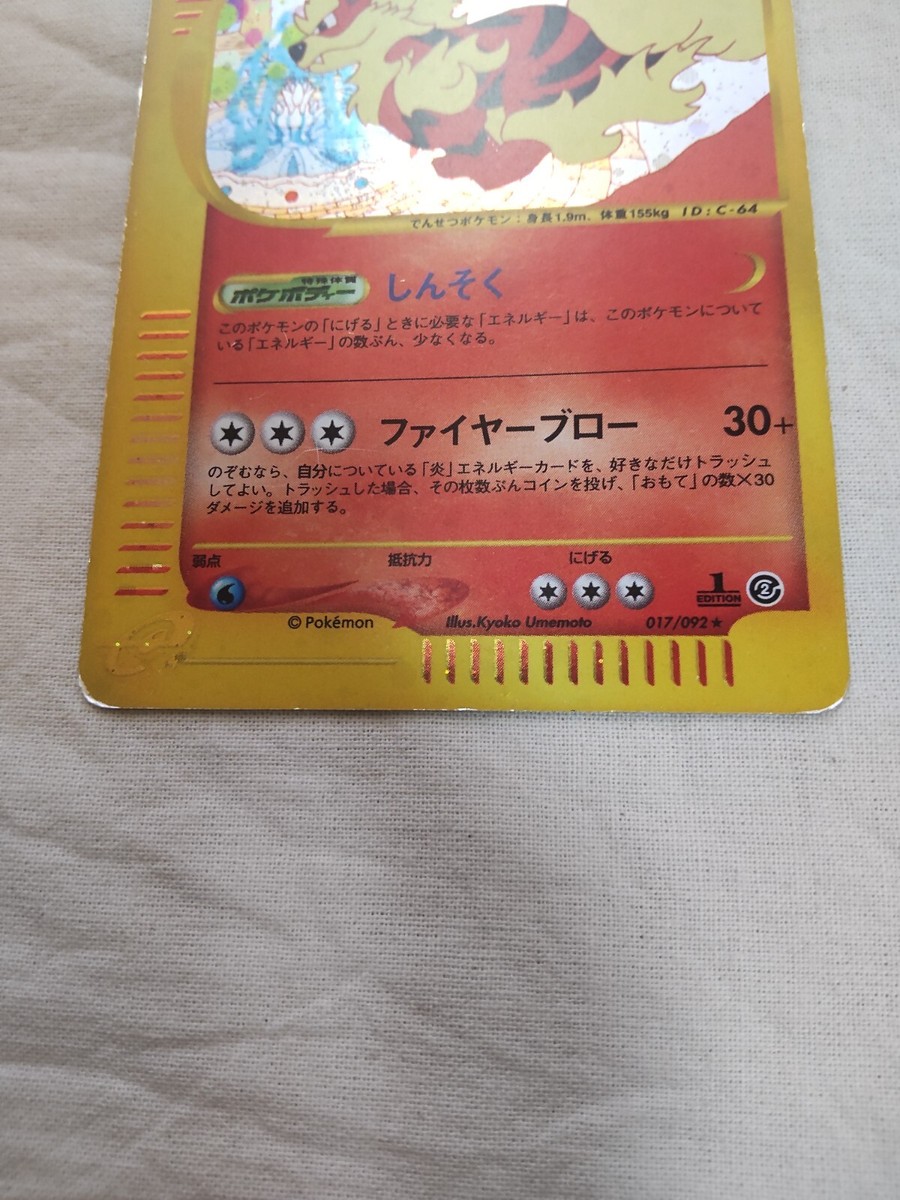 でんせつポケモン：身長1.9m、体重155kg ID：C-64
特殊体質
ポケボディー しんそく
このポケモンの「にげる」ときに必要な「エネルギー」は、このポケモンについて
いる「エネルギー」の数ぶん、少なくなる。
ファイヤーブロー 30+
のぞむなら、自分についている「炎」エネルギーカードを、好きなだけトラッシュ
してよい。トラッシュした場合、その枚数ぶんコインを投げ、「おもて」の数×30
ダメージを追加する。
弱点 抵抗力 にげる
1 EDITION 2
© Pokémon Illus.Kyoko Umemoto 017/092 ★